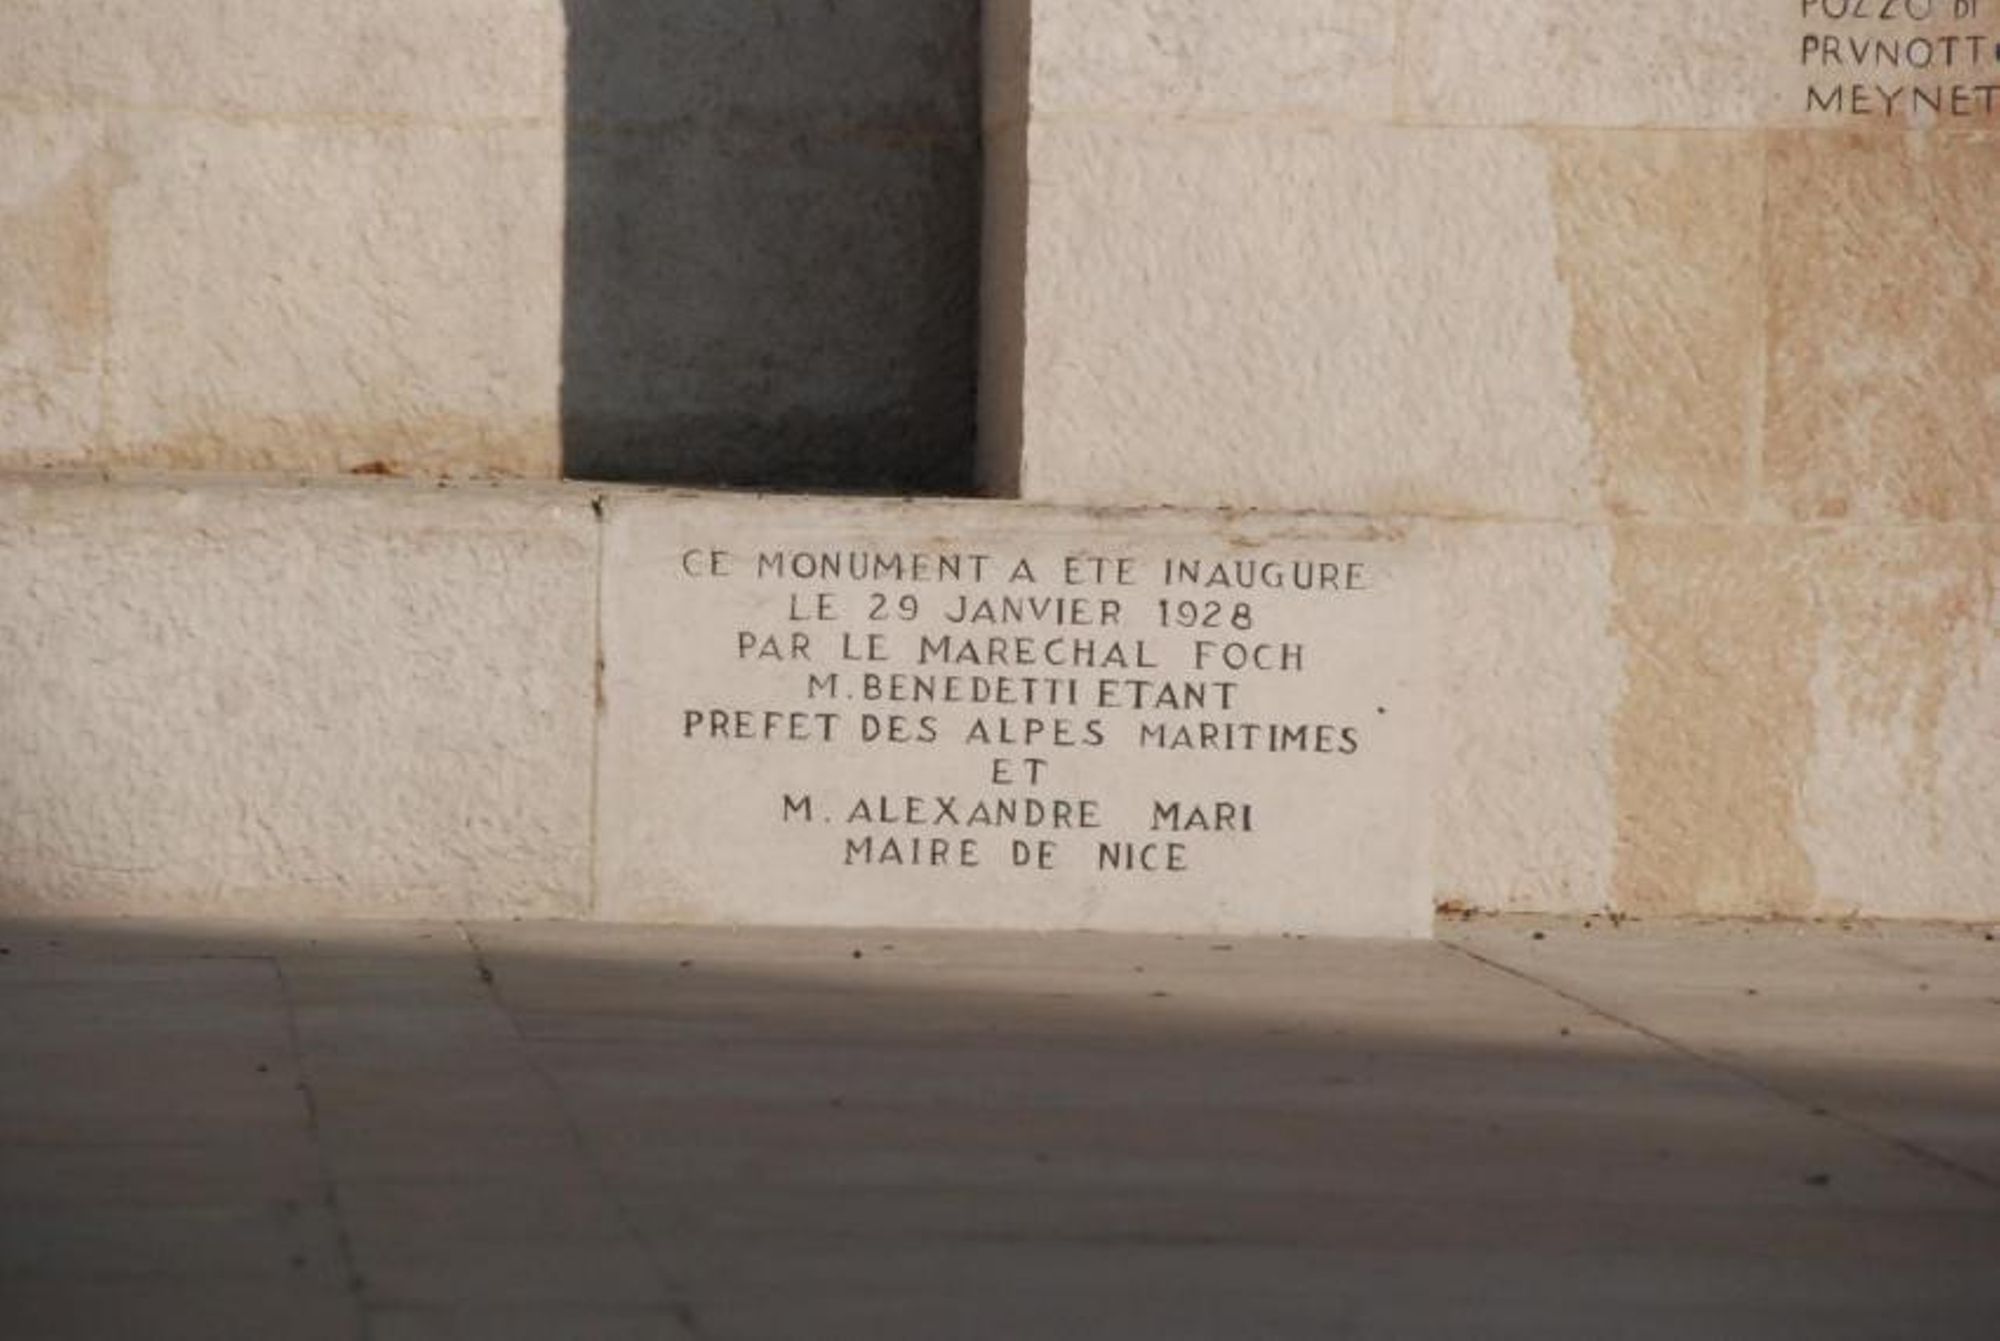 POZZO DI
PRVNOTT
MEYNET
CE MONUMENT A ETE INAUGURE
LE 29 JANVIER 1928
PAR LE MARECHAL FOCH
M. BENEDETTI ETANT
PREFET DES ALPES MARITIMES
ET
M. ALEXANDRE MARI
MAIRE DE NICE